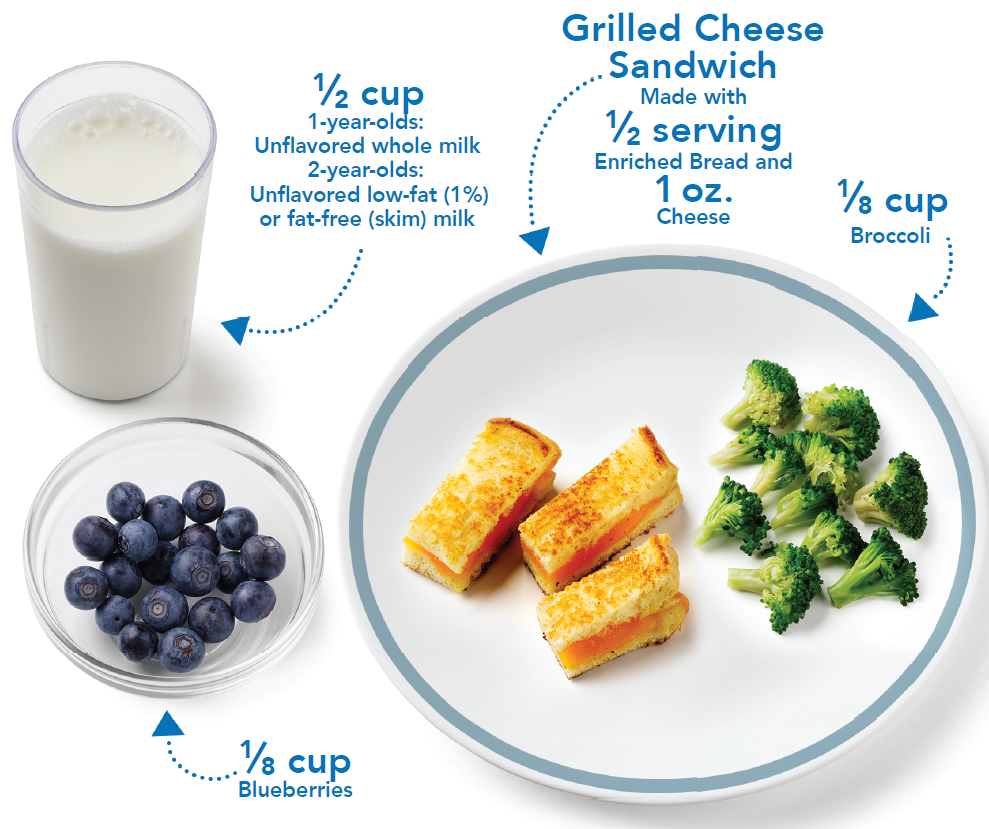 Grilled Cheese
Sandwich
Made with
½ serving
Enriched Bread and
1 oz.
Cheese
½ cup
1-year-olds:
Unflavored whole milk
2-year-olds:
Unflavored low-fat (1%)
or fat-free (skim) milk
⅛ cup
Broccoli
⅛ cup
Blueberries